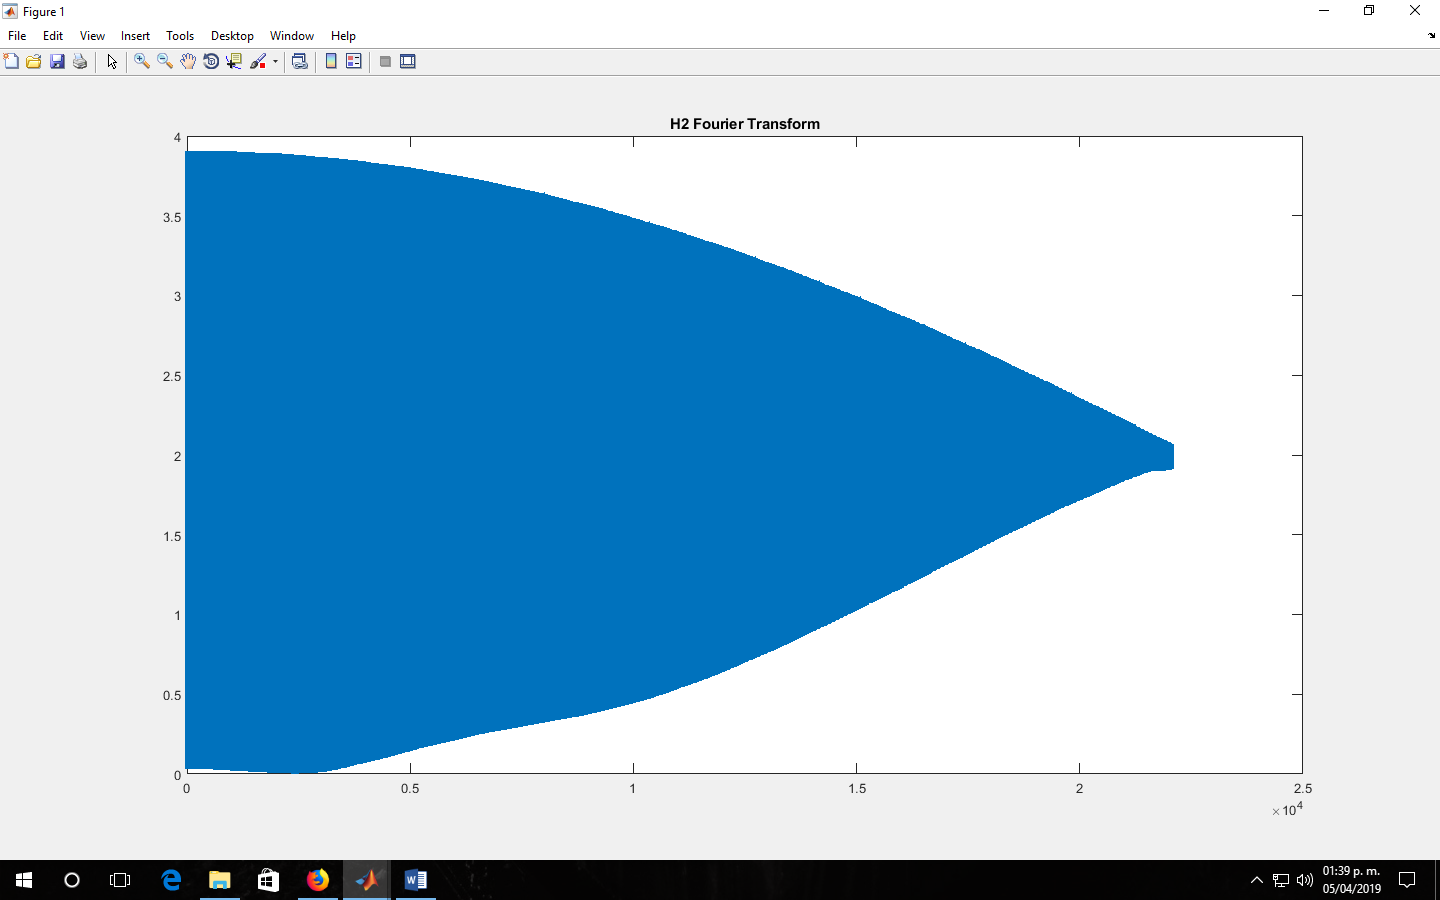 Figure 1
File Edit View Insert Tools Desktop Window Help
H2 Fourier Transform
4
3.5
3
2.5
2
1.5
1
0.5
0
0 0.5 1 1.5 2 2.5
×10⁴
01:39 p. m.
05/04/2019